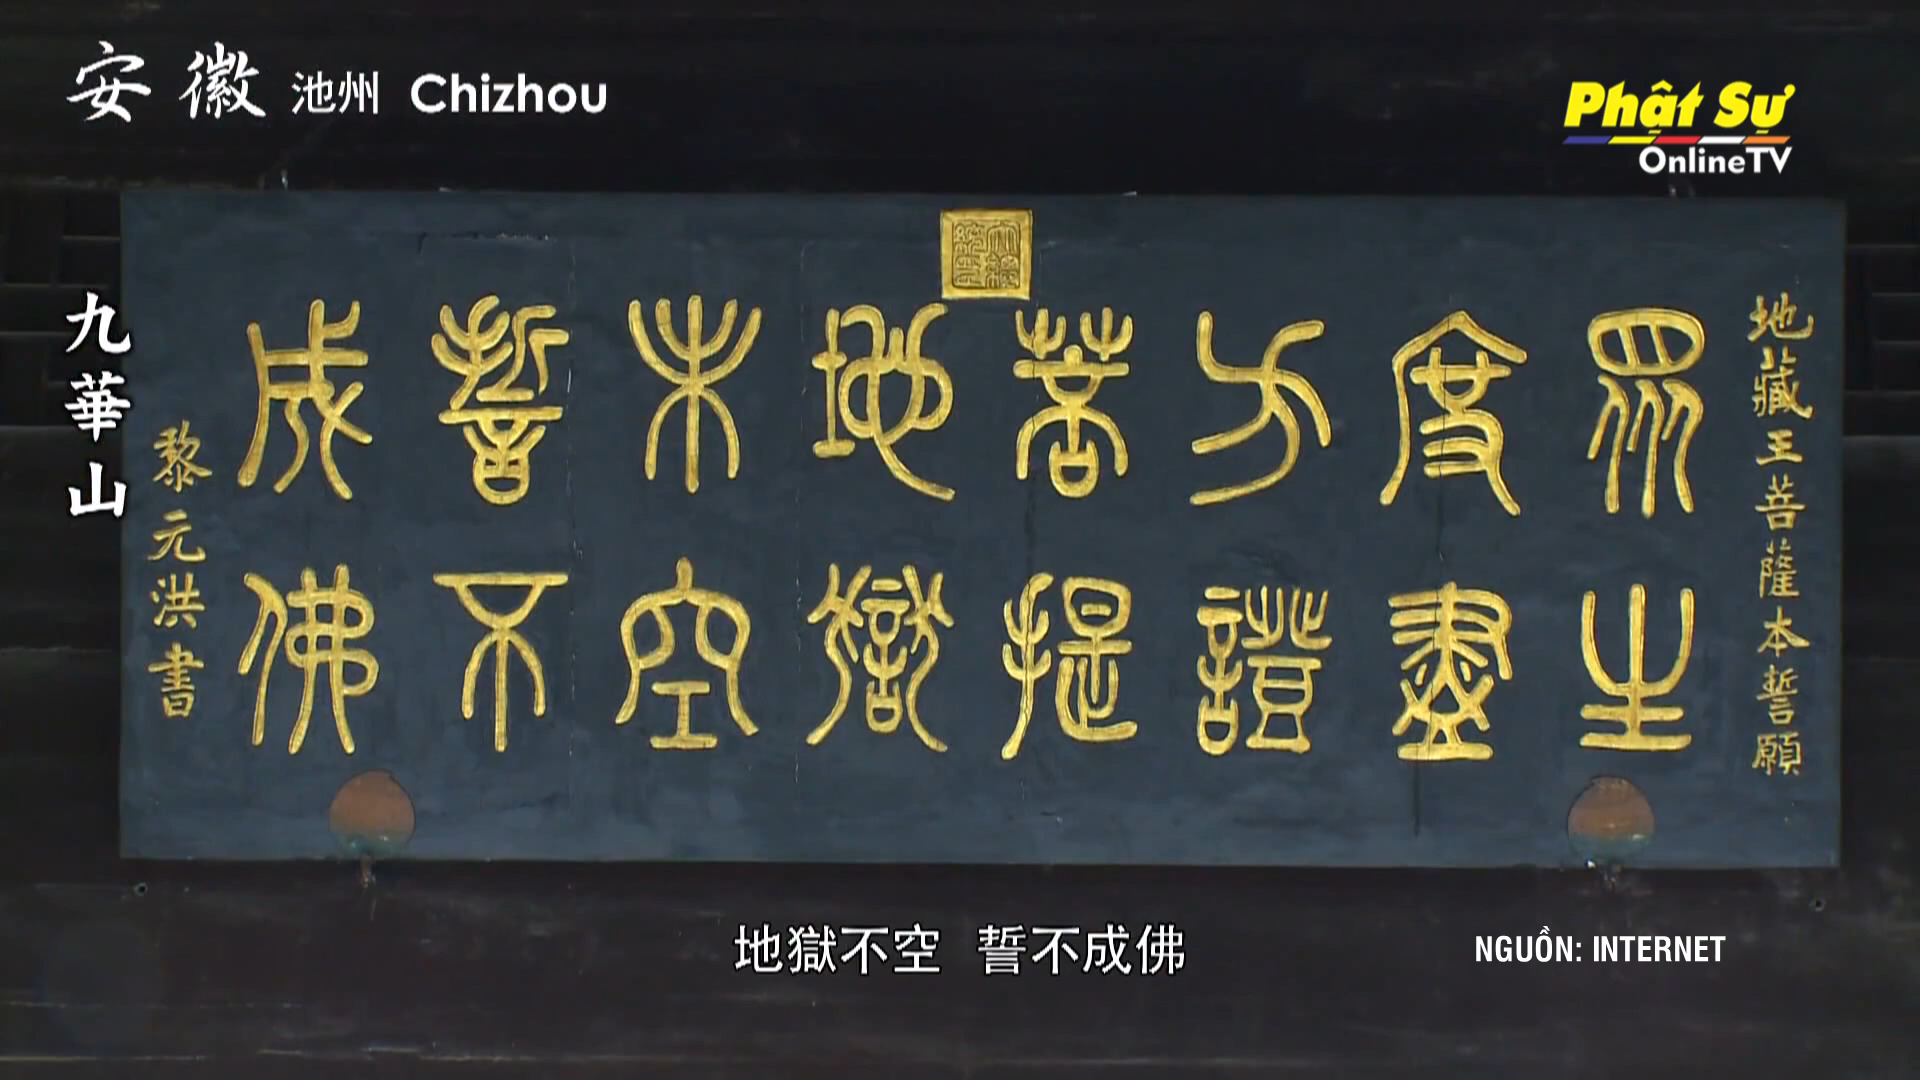 安徽 池州 Chizhou
Phật Sự
OnlineTV
九華山
地藏王菩薩本誓願
眾生
度盡
方證
菩提
地獄
未空
誓不
成佛
黎元洪書
地獄不空 誓不成佛
NGUỒN: INTERNET